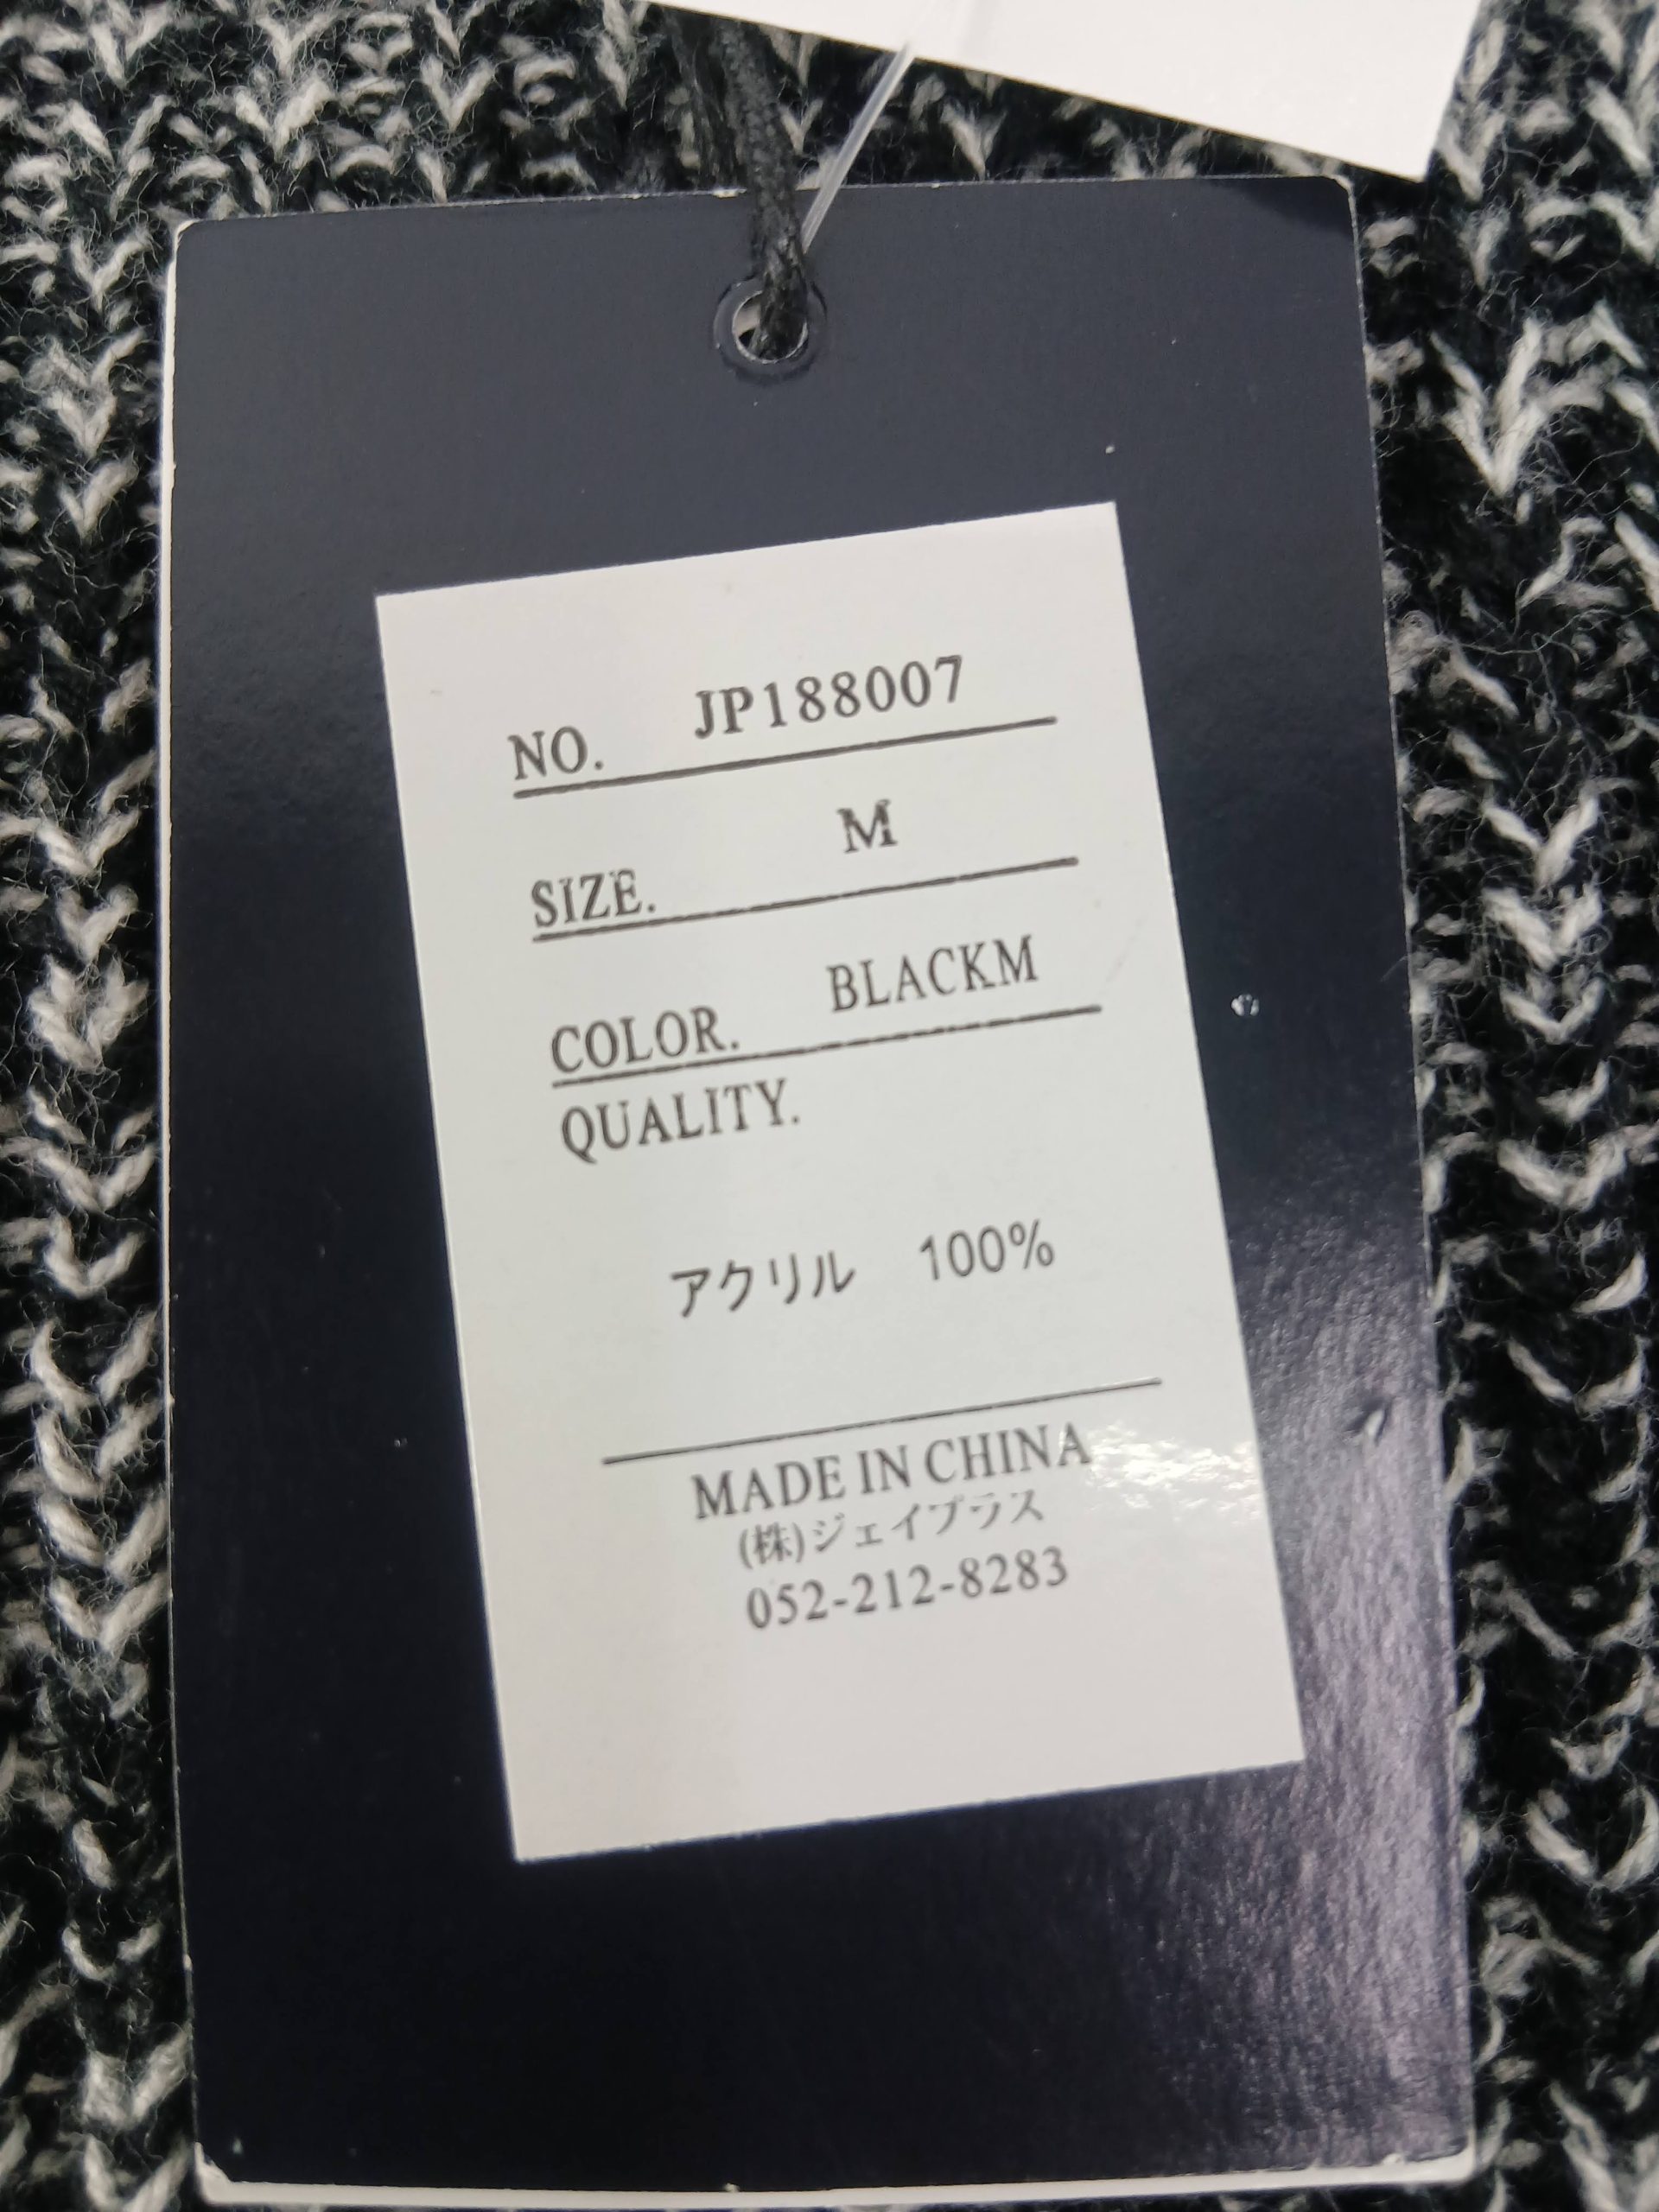 NO. JP188007
SIZE. M
COLOR. BLACKM
QUALITY.
アクリル 100%
MADE IN CHINA
(株)ジェイプラス
052-212-8283